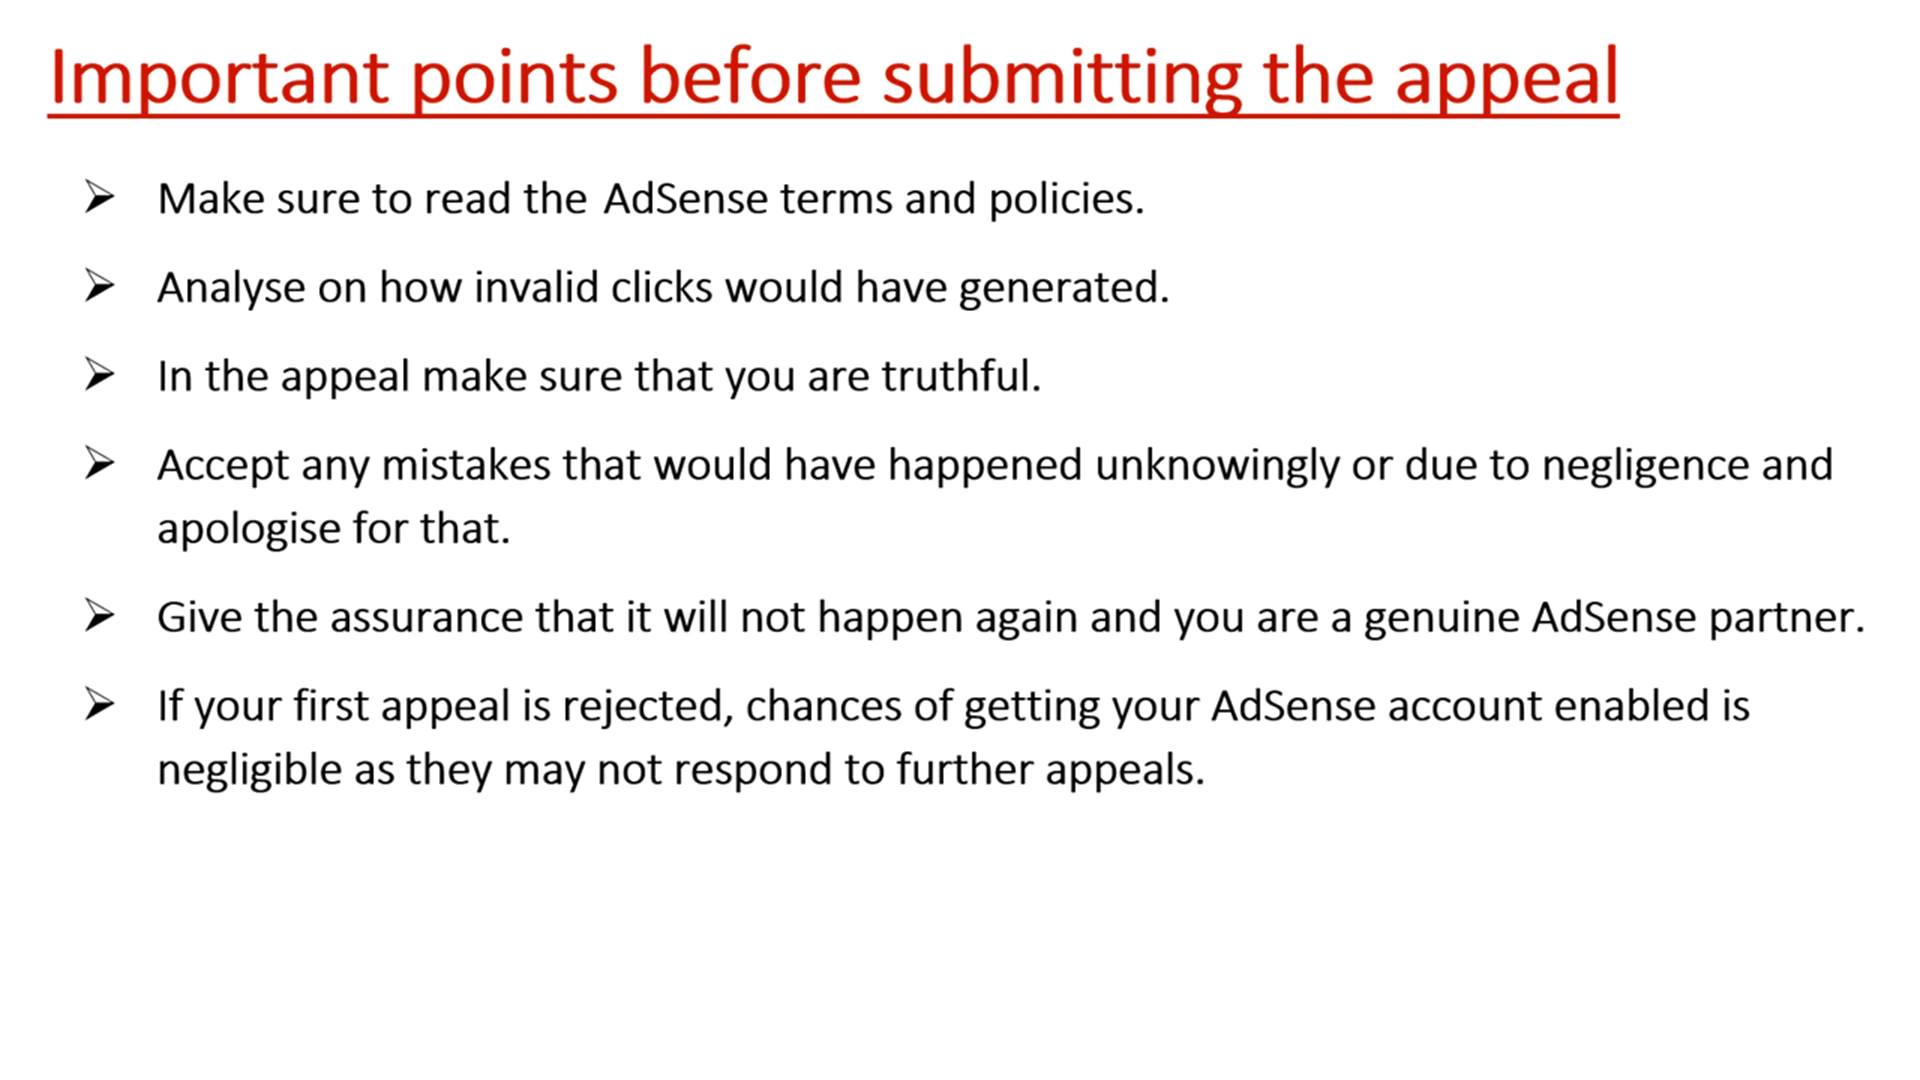 Important points before submitting the appeal
➢ Make sure to read the AdSense terms and policies.
➢ Analyse on how invalid clicks would have generated.
➢ In the appeal make sure that you are truthful.
➢ Accept any mistakes that would have happened unknowingly or due to negligence and
apologise for that.
➢ Give the assurance that it will not happen again and you are a genuine AdSense partner.
➢ If your first appeal is rejected, chances of getting your AdSense account enabled is
negligible as they may not respond to further appeals.